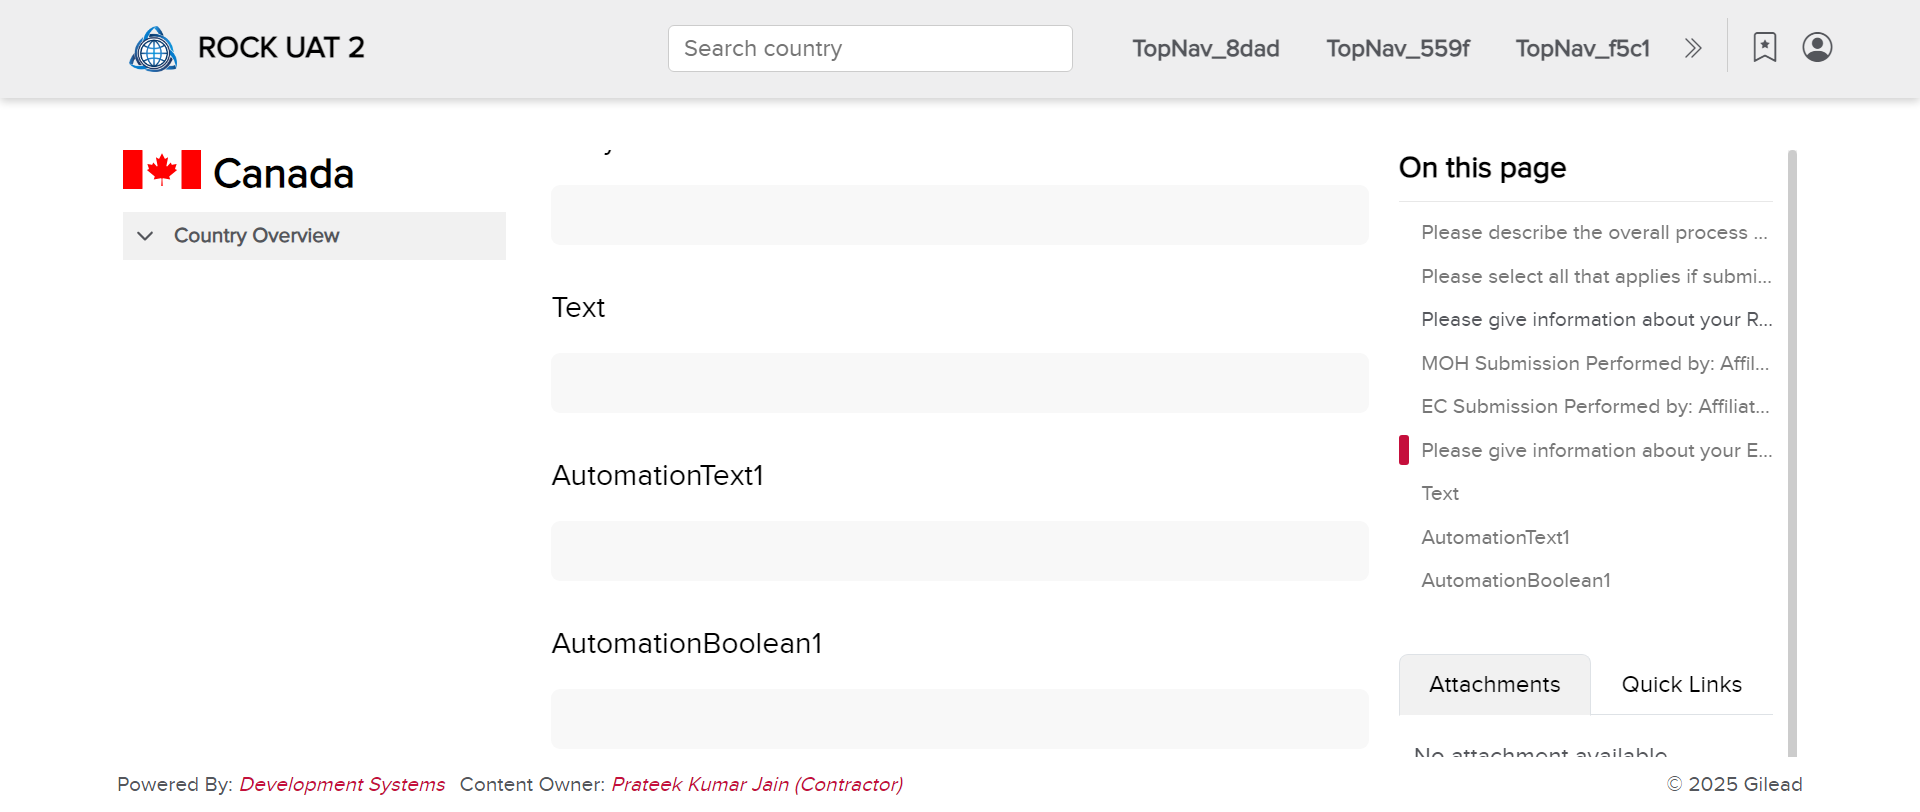 ROCK UAT 2
Search country
TopNav_8dad
TopNav_559f
TopNav_f5c1
Canada
Country Overview
Text
AutomationText1
AutomationBoolean1
On this page
Please describe the overall process ...
Please select all that applies if submi...
Please give information about your R...
MOH Submission Performed by: Affil...
EC Submission Performed by: Affiliat...
Please give information about your E...
Text
AutomationText1
AutomationBoolean1
Attachments
Quick Links
No attachment available
Powered By: Development Systems Content Owner: Prateek Kumar Jain (Contractor)
© 2025 Gilead